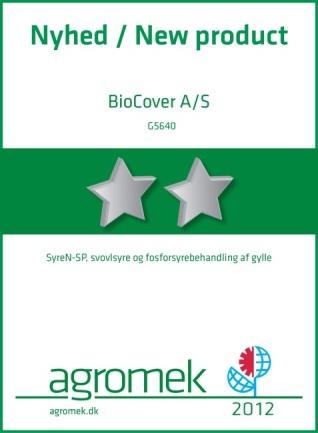 Nyhed / New product
BioCover A/S
G5640
SyreN-SP, svovlsyre og fosforsyrebehandling af gylle
agromek
agromek.dk
2012